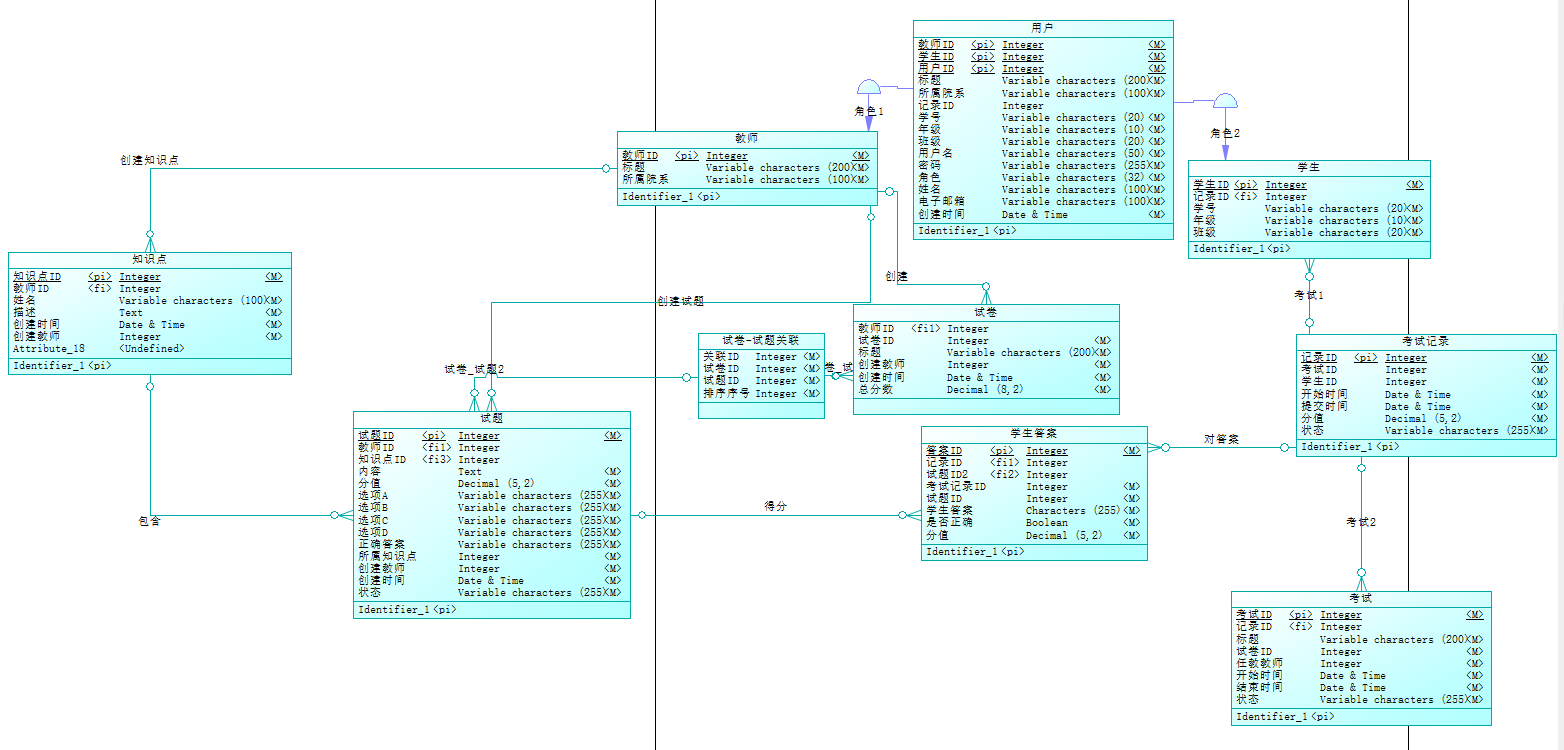 用户
教师ID <pi> Integer <M>
学生ID <pi> Integer <M>
用户ID <pi> Integer <M>
标题 Variable characters (200) <M>
所属院系 Variable characters (100) <M>
记录ID Integer
学号 Variable characters (20) <M>
年级 Variable characters (10) <M>
班级 Variable characters (20) <M>
用户名 Variable characters (50) <M>
密码 Variable characters (255) <M>
角色 Variable characters (32) <M>
姓名 Variable characters (100) <M>
电子邮箱 Variable characters (100) <M>
创建时间 Date & Time <M>
Identifier_1 <pi>
角色1
角色2
教师
教师ID <pi> Integer <M>
标题 Variable characters (200) <M>
所属院系 Variable characters (100) <M>
Identifier_1 <pi>
创建知识点
学生
学生ID <pi> Integer <M>
记录ID <fi> Integer
学号 Variable characters (20) <M>
年级 Variable characters (10) <M>
班级 Variable characters (20) <M>
Identifier_1 <pi>
知识点
知识点ID <pi> Integer <M>
教师ID <fi> Integer
姓名 Variable characters (100) <M>
描述 Text <M>
创建时间 Date & Time <M>
创建教师 Integer <M>
Attribute_18 <Undefined>
Identifier_1 <pi>
创建
创建试题
考试1
试卷
教师ID <fi1> Integer
试卷ID Integer <M>
标题 Variable characters (200) <M>
创建教师 Integer <M>
创建时间 Date & Time <M>
总分数 Decimal (8,2) <M>
试卷-试题关联
关联ID Integer <M>
试卷ID Integer <M>
试题ID Integer <M>
排序序号 Integer <M>
卷_试
试卷_试题2
考试记录
记录ID <pi> Integer <M>
考试ID Integer <M>
学生ID Integer <M>
开始时间 Date & Time <M>
提交时间 Date & Time <M>
分值 Decimal (5,2) <M>
状态 Variable characters (255) <M>
Identifier_1 <pi>
试题
试题ID <pi> Integer <M>
教师ID <fi1> Integer
知识点ID <fi3> Integer
内容 Text <M>
分值 Decimal (5,2) <M>
选项A Variable characters (255) <M>
选项B Variable characters (255) <M>
选项C Variable characters (255) <M>
选项D Variable characters (255) <M>
正确答案 Variable characters (255) <M>
所属知识点 Integer <M>
创建教师 Integer <M>
创建时间 Date & Time <M>
状态 Variable characters (255) <M>
Identifier_1 <pi>
学生答案
答案ID <pi> Integer <M>
记录ID <fi1> Integer
试题ID2 <fi2> Integer
考试记录ID Integer <M>
试题ID Integer <M>
学生答案 Characters (255) <M>
是否正确 Boolean <M>
分值 Decimal (5,2) <M>
Identifier_1 <pi>
对答案
得分
包含
考试2
考试
考试ID <pi> Integer <M>
记录ID <fi> Integer
标题 Variable characters (200) <M>
试卷ID Integer <M>
任教教师 Integer <M>
开始时间 Date & Time <M>
结束时间 Date & Time <M>
状态 Variable characters (255) <M>
Identifier_1 <pi>